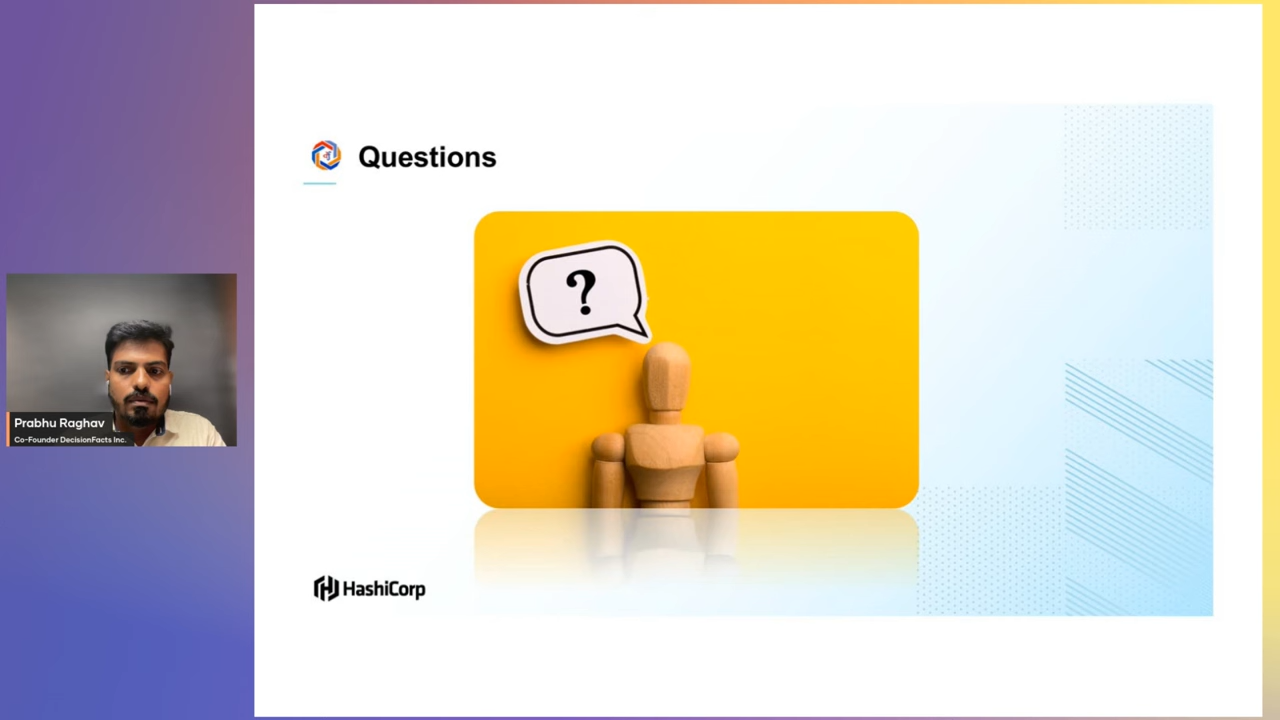 Questions
?
Prabhu Raghav
Co-Founder DecisionFacts Inc.
HashiCorp